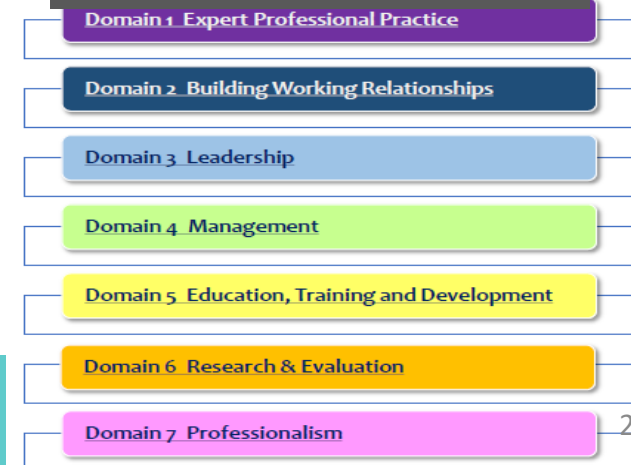 Domain 1 Expert Professional Practice
Domain 2 Building Working Relationships
Domain 3 Leadership
Domain 4 Management
Domain 5 Education, Training and Development
Domain 6 Research & Evaluation
Domain 7 Professionalism
2